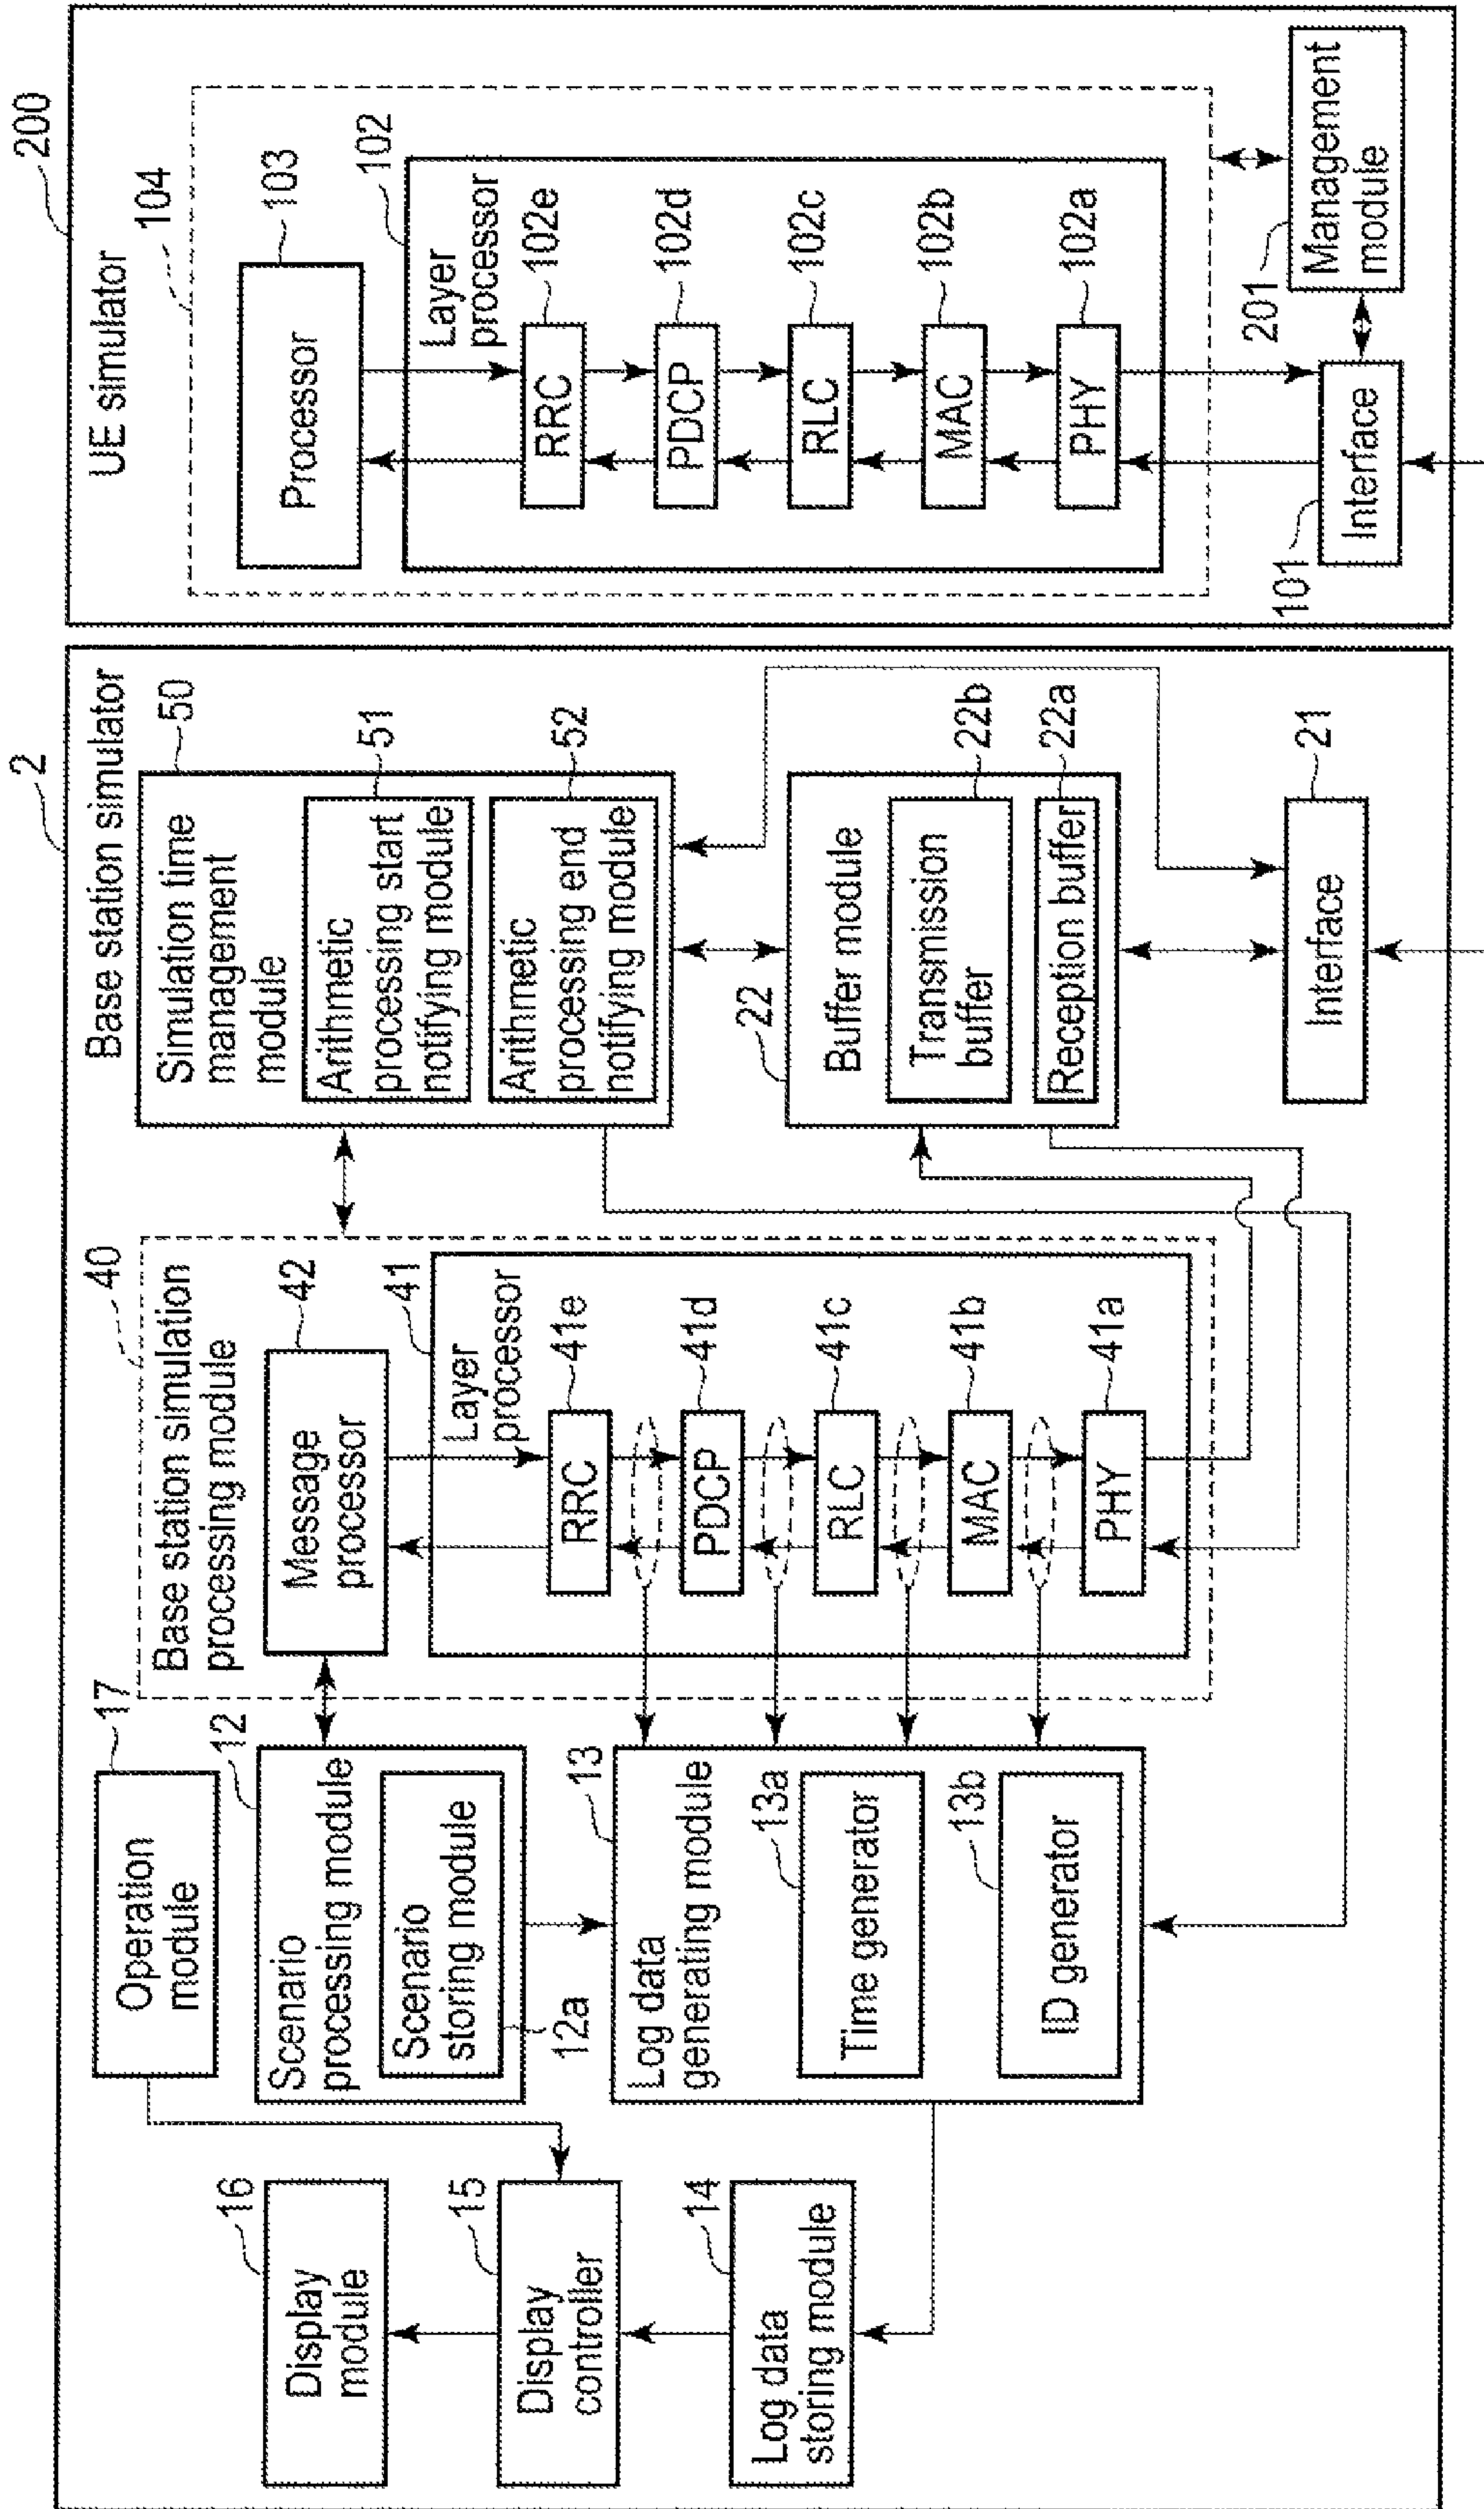 2
Base station simulator
17
Operation
module
16
Display
module
15
Display
controller
14
Log data
storing module
12
Scenario
processing module
Scenario
storing module
12a
13
Log data
generating module
13a
Time generator
13b
ID generator
40
Base station simulation
processing module
42
Message
processor
41
Layer
processor
41e
RRC
41d
PDCP
41c
RLC
41b
MAC
41a
PHY
50
Simulation time
management
module
51
Arithmetic
processing start
notifying module
52
Arithmetic
processing end
notifying module
22
Buffer module
22b
Transmission
buffer
22a
Reception buffer
21
Interface
200
UE simulator
104
103
Processor
102
Layer
processor
102e
RRC
102d
PDCP
102c
RLC
102b
MAC
102a
PHY
101
Interface
201
Management
module